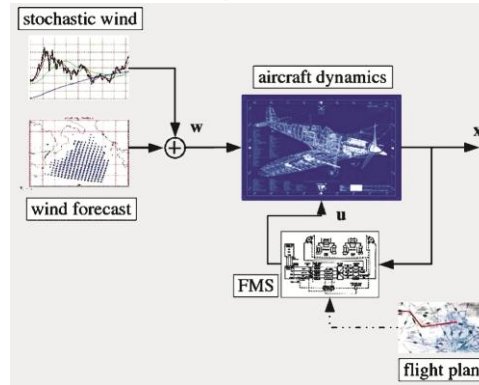 stochastic wind
aircraft dynamics
w
x
+
wind forecast
u
FMS
flight plan